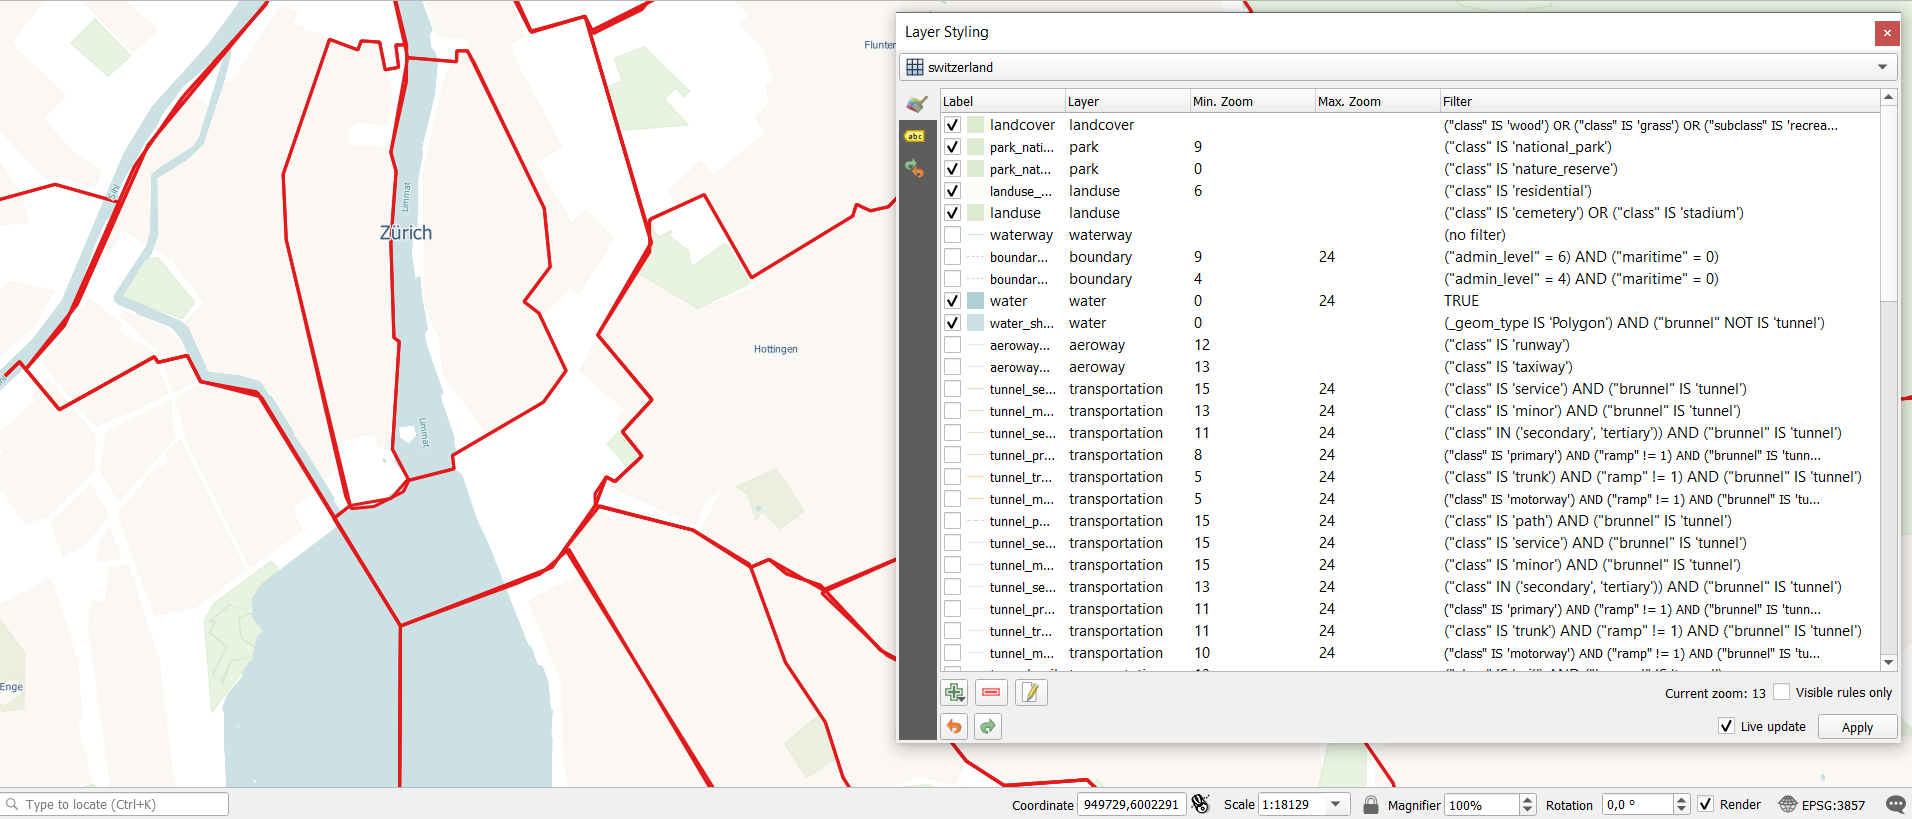 Flunter
Sihl
Limmat
Zürich
Hottingen
Limmat
Enge
Layer Styling
switzerland
Label Layer Min. Zoom Max. Zoom Filter
landcover landcover ("class" IS 'wood') OR ("class" IS 'grass') OR ("subclass" IS 'recrea...
park_nati... park 9 ("class" IS 'national_park')
park_nat... park 0 ("class" IS 'nature_reserve')
landuse_... landuse 6 ("class" IS 'residential')
landuse landuse ("class" IS 'cemetery') OR ("class" IS 'stadium')
waterway waterway (no filter)
boundar... boundary 9 24 ("admin_level" = 6) AND ("maritime" = 0)
boundar... boundary 4 ("admin_level" = 4) AND ("maritime" = 0)
water water 0 24 TRUE
water_sh... water 0 (_geom_type IS 'Polygon') AND ("brunnel" NOT IS 'tunnel')
aeroway... aeroway 12 ("class" IS 'runway')
aeroway... aeroway 13 ("class" IS 'taxiway')
tunnel_se... transportation 15 24 ("class" IS 'service') AND ("brunnel" IS 'tunnel')
tunnel_m... transportation 13 24 ("class" IS 'minor') AND ("brunnel" IS 'tunnel')
tunnel_se... transportation 11 24 ("class" IN ('secondary', 'tertiary')) AND ("brunnel" IS 'tunnel')
tunnel_pr... transportation 8 24 ("class" IS 'primary') AND ("ramp" != 1) AND ("brunnel" IS 'tunn...
tunnel_tr... transportation 5 24 ("class" IS 'trunk') AND ("ramp" != 1) AND ("brunnel" IS 'tunnel')
tunnel_m... transportation 5 24 ("class" IS 'motorway') AND ("ramp" != 1) AND ("brunnel" IS 'tu...
tunnel_p... transportation 15 24 ("class" IS 'path') AND ("brunnel" IS 'tunnel')
tunnel_se... transportation 15 24 ("class" IS 'service') AND ("brunnel" IS 'tunnel')
tunnel_m... transportation 15 24 ("class" IS 'minor') AND ("brunnel" IS 'tunnel')
tunnel_se... transportation 13 24 ("class" IN ('secondary', 'tertiary')) AND ("brunnel" IS 'tunnel')
tunnel_pr... transportation 11 24 ("class" IS 'primary') AND ("ramp" != 1) AND ("brunnel" IS 'tunn...
tunnel_tr... transportation 11 24 ("class" IS 'trunk') AND ("ramp" != 1) AND ("brunnel" IS 'tunnel')
tunnel_m... transportation 10 24 ("class" IS 'motorway') AND ("ramp" != 1) AND ("brunnel" IS 'tu...
abc
Current zoom: 13 Visible rules only
Live update Apply
Type to locate (Ctrl+K) Coordinate 949729,6002291 Scale 1:18129 Magnifier 100% Rotation 0,0 ° Render EPSG:3857